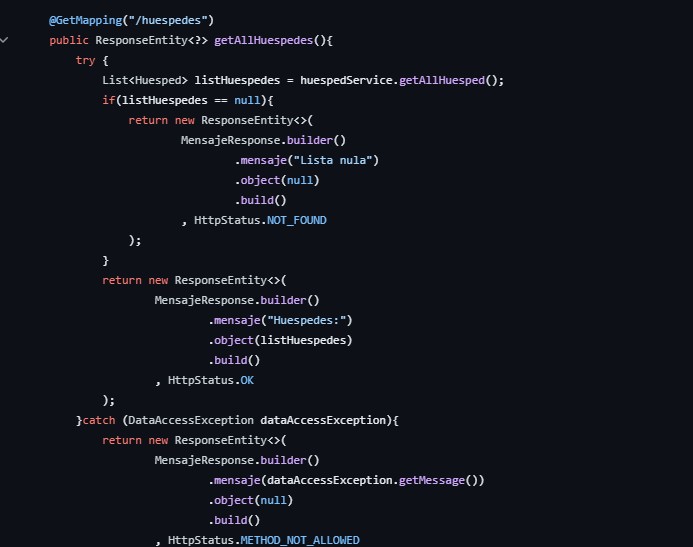 @GetMapping("/huespedes")
public ResponseEntity<?> getAllHuespedes(){
try {
List<Huesped> listHuespedes = huespedService.getAllHuesped();
if(listHuespedes == null){
return new ResponseEntity<>(
MensajeResponse.builder()
.mensaje("Lista nula")
.object(null)
.build()
, HttpStatus.NOT_FOUND
);
}
return new ResponseEntity<>(
MensajeResponse.builder()
.mensaje("Huespedes:")
.object(listHuespedes)
.build()
, HttpStatus.OK
);
}catch (DataAccessException dataAccessException){
return new ResponseEntity<>(
MensajeResponse.builder()
.mensaje(dataAccessException.getMessage())
.object(null)
.build()
, HttpStatus.METHOD_NOT_ALLOWED